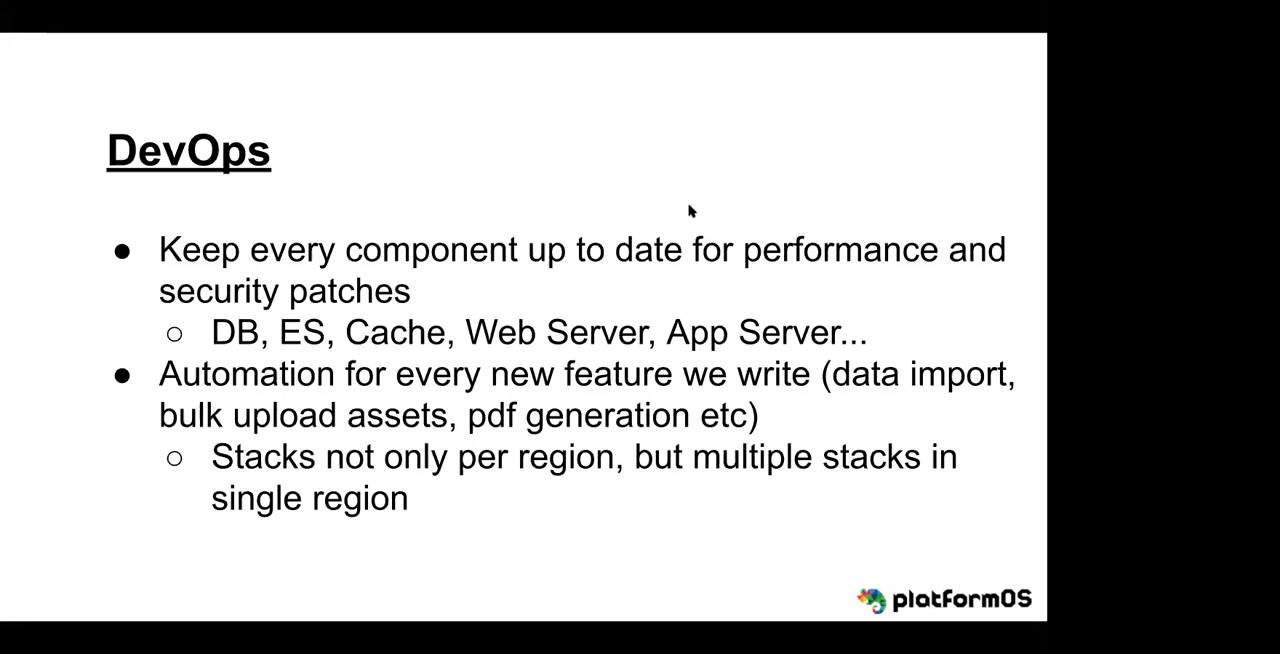 DevOps
● Keep every component up to date for performance and
security patches
○ DB, ES, Cache, Web Server, App Server...
● Automation for every new feature we write (data import,
bulk upload assets, pdf generation etc)
○ Stacks not only per region, but multiple stacks in
single region
platformOS